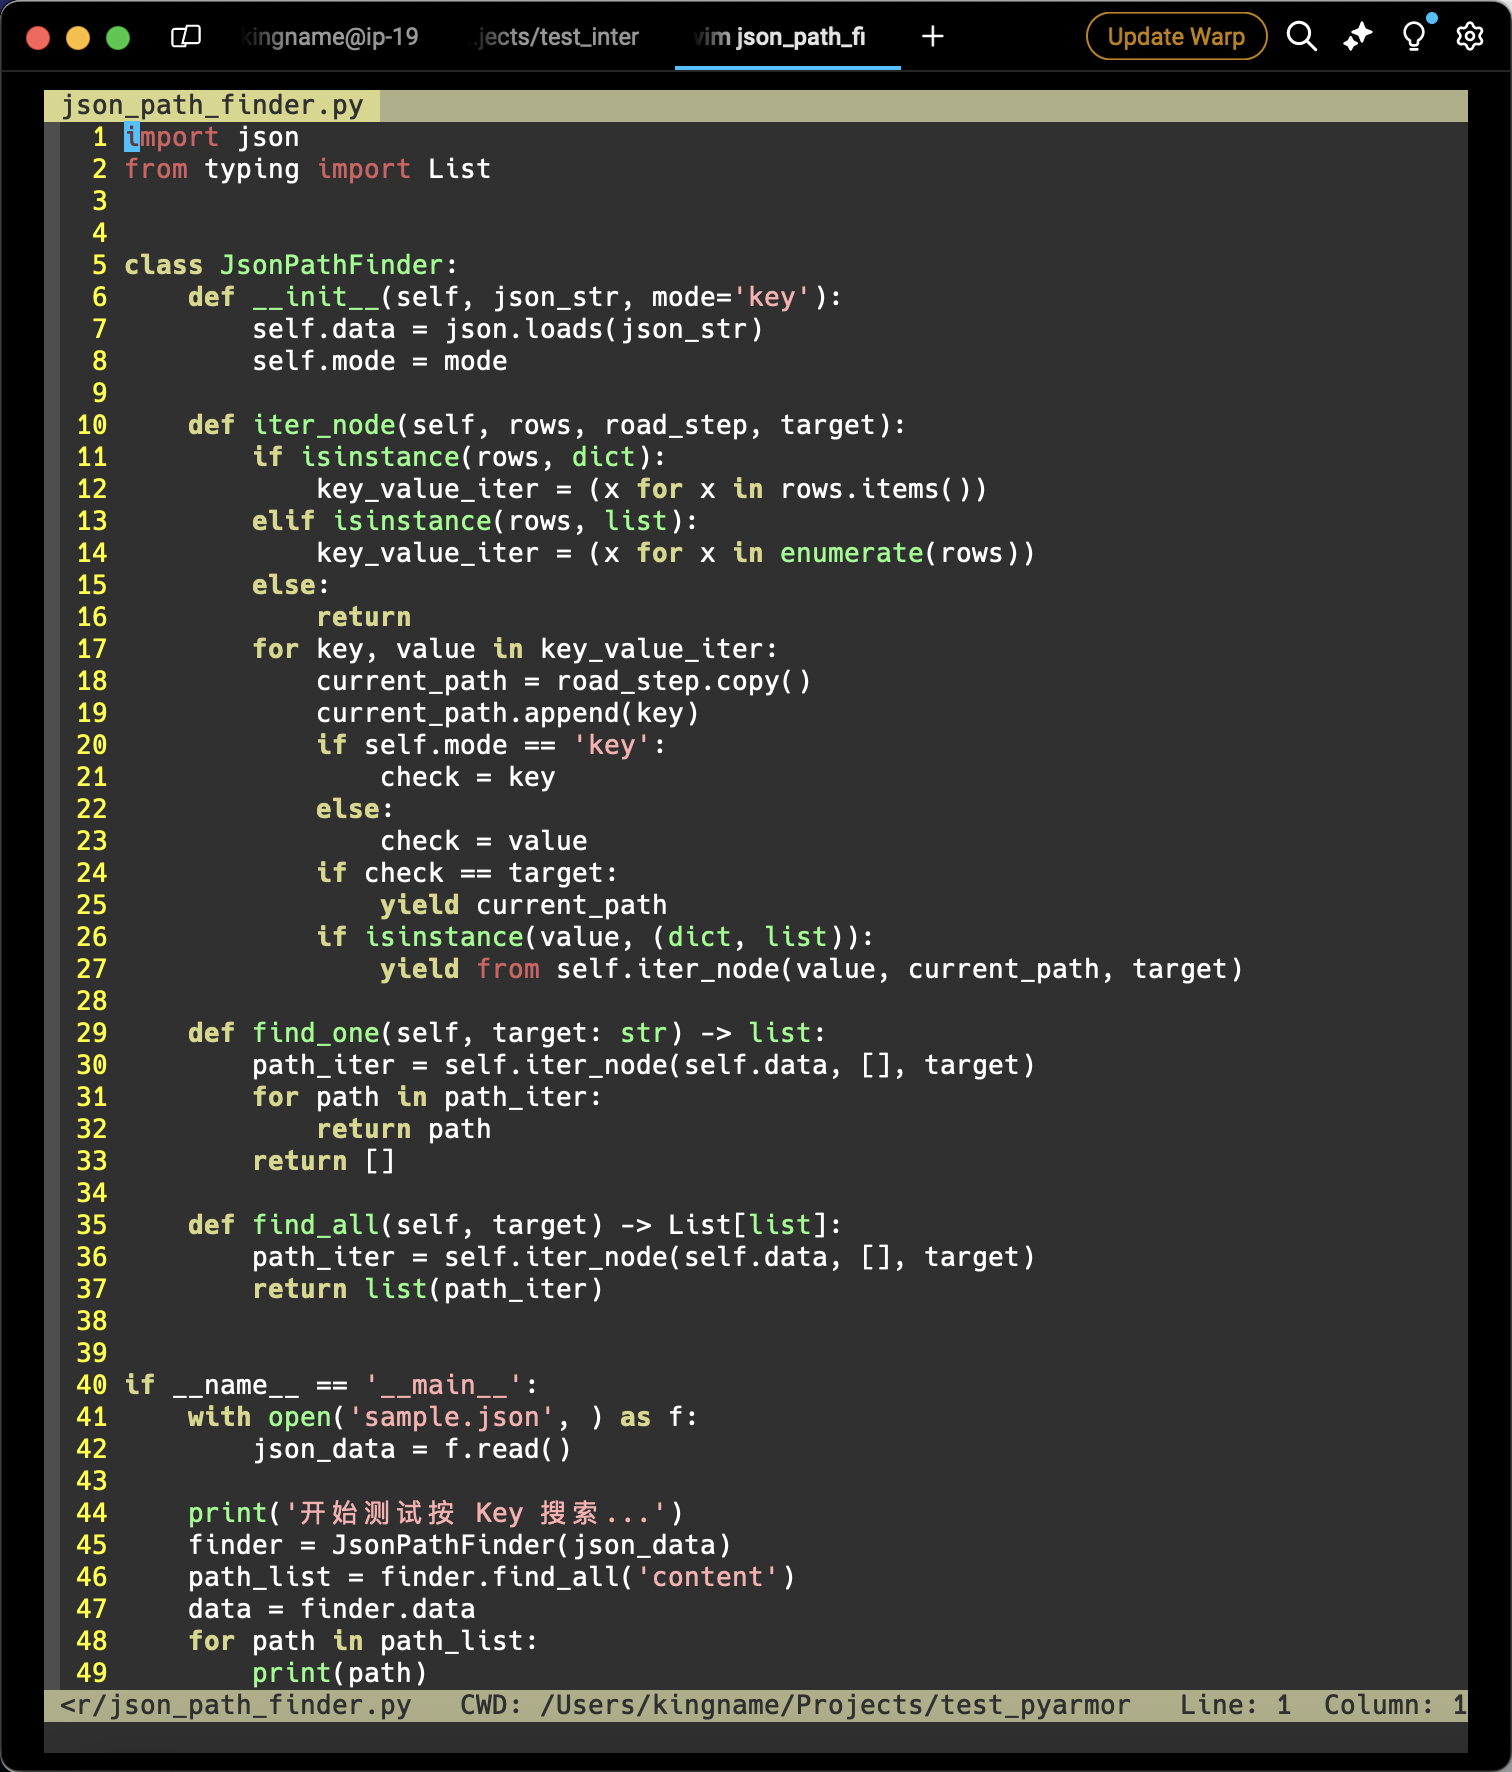 kingname@ip-19 .jects/test_inter vim json_path_fi + Update Warp
json_path_finder.py
1 import json
2 from typing import List
3
4
5 class JsonPathFinder:
6     def __init__(self, json_str, mode='key'):
7         self.data = json.loads(json_str)
8         self.mode = mode
9
10     def iter_node(self, rows, road_step, target):
11         if isinstance(rows, dict):
12             key_value_iter = (x for x in rows.items())
13         elif isinstance(rows, list):
14             key_value_iter = (x for x in enumerate(rows))
15         else:
16             return
17         for key, value in key_value_iter:
18             current_path = road_step.copy()
19             current_path.append(key)
20             if self.mode == 'key':
21                 check = key
22             else:
23                 check = value
24             if check == target:
25                 yield current_path
26             if isinstance(value, (dict, list)):
27                 yield from self.iter_node(value, current_path, target)
28
29     def find_one(self, target: str) -> list:
30         path_iter = self.iter_node(self.data, [], target)
31         for path in path_iter:
32             return path
33         return []
34
35     def find_all(self, target) -> List[list]:
36         path_iter = self.iter_node(self.data, [], target)
37         return list(path_iter)
38
39
40 if __name__ == '__main__':
41     with open('sample.json', ) as f:
42         json_data = f.read()
43
44     print('开始测试按 Key 搜索...')
45     finder = JsonPathFinder(json_data)
46     path_list = finder.find_all('content')
47     data = finder.data
48     for path in path_list:
49         print(path)
<r/json_path_finder.py   CWD: /Users/kingname/Projects/test_pyarmor   Line: 1  Column: 1